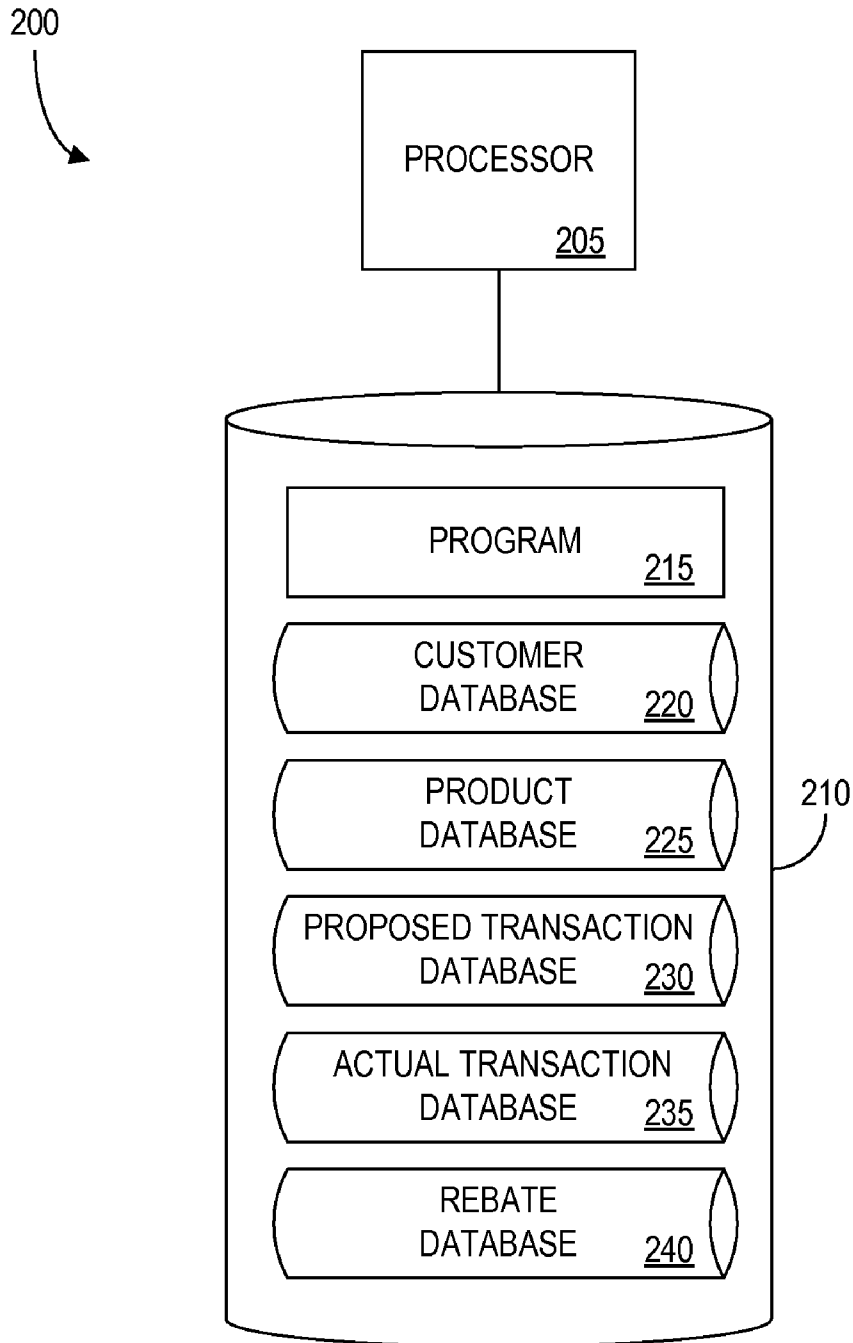 200
PROCESSOR
205
PROGRAM
215
CUSTOMER
DATABASE
220
PRODUCT
DATABASE
225
210
PROPOSED TRANSACTION
DATABASE
230
ACTUAL TRANSACTION
DATABASE
235
REBATE
DATABASE
240